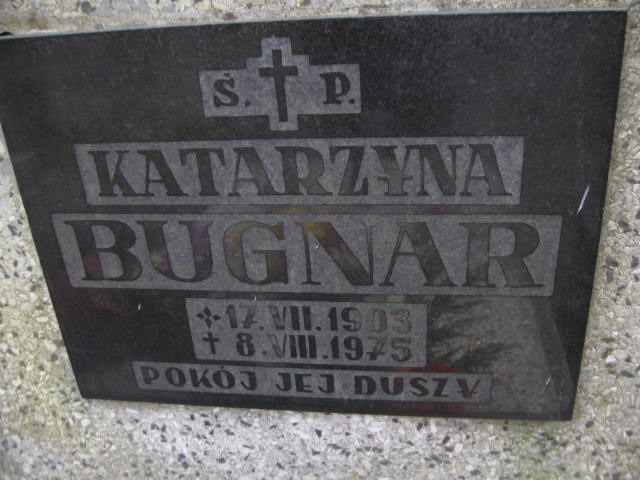 Ś. P.
KATARZYNA
BUGNAR
17.VII.1903
† 8.VIII.1975
POKÓJ JEJ DUSZY